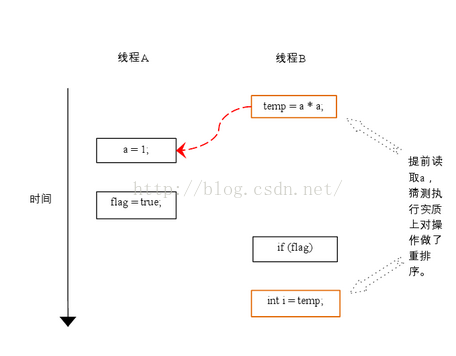 线程A
线程B
temp = a * a;
a = 1;
flag = true;
时间
if (flag)
int i = temp;
提前读
取a，
猜测执
行实质
上对操
作做了
重排
序。
http://blog.csdn.net/